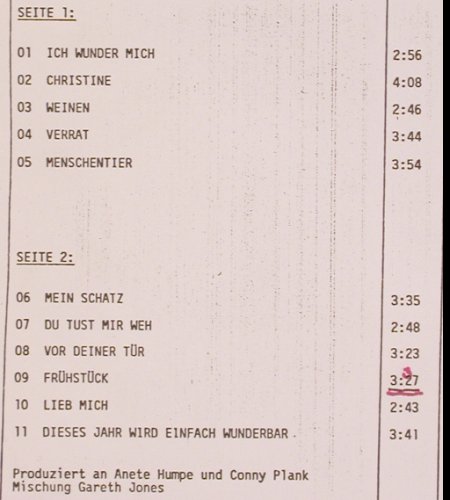 SEITE 1:
01 ICH WUNDER MICH 2:56
02 CHRISTINE 4:08
03 WEINEN 2:46
04 VERRAT 3:44
05 MENSCHENTIER 3:54
SEITE 2:
06 MEIN SCHATZ 3:35
07 DU TUST MIR WEH 2:48
08 VOR DEINER TÜR 3:23
09 FRÜHSTÜCK 3:27
10 LIEB MICH 2:43
11 DIESES JAHR WIRD EINFACH WUNDERBAR 3:41
Produziert an Anete Humpe und Conny Plank
Mischung Gareth Jones